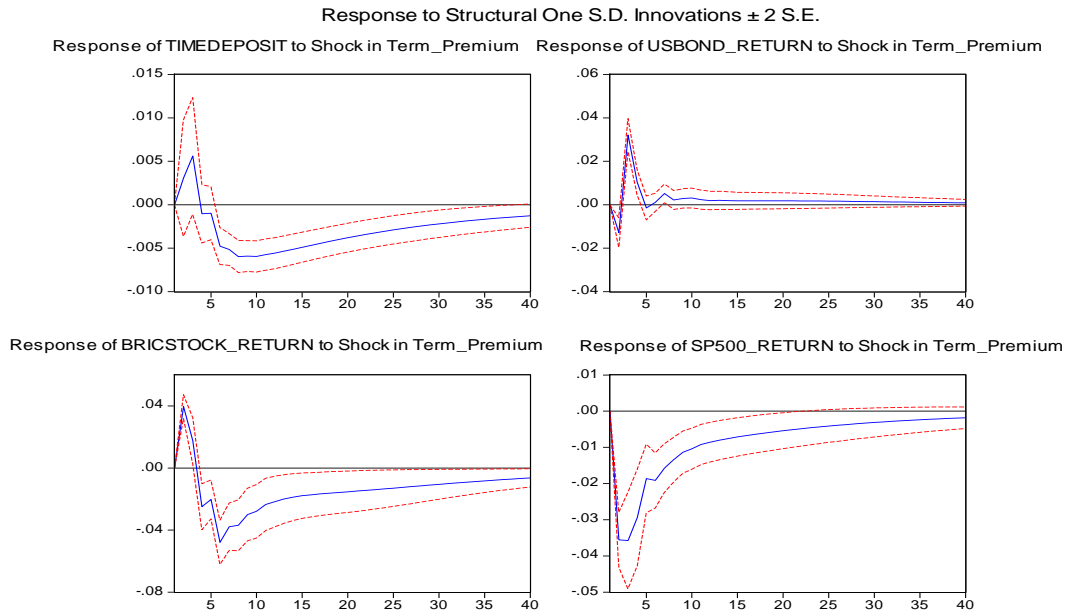 Response to Structural One S.D. Innovations ± 2 S.E.
Response of TIMEDEPOSIT to Shock in Term_Premium
.015
.010
.005
.000
-.005
-.010
5 10 15 20 25 30 35 40
Response of USBOND_RETURN to Shock in Term_Premium
.06
.04
.02
.00
-.02
-.04
5 10 15 20 25 30 35 40
Response of BRICSTOCK_RETURN to Shock in Term_Premium
.04
.00
-.04
-.08
5 10 15 20 25 30 35 40
Response of SP500_RETURN to Shock in Term_Premium
.01
.00
-.01
-.02
-.03
-.04
-.05
5 10 15 20 25 30 35 40